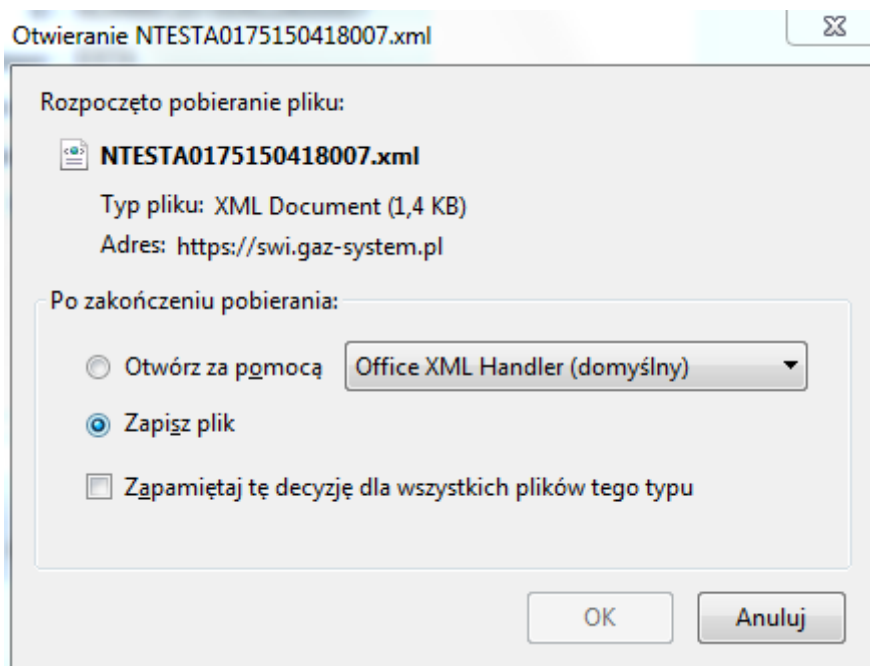 Otwieranie NTESTA0175150418007.xml
Rozpoczęto pobieranie pliku:
NTESTA0175150418007.xml
Typ pliku: XML Document (1,4 KB)
Adres: https://swi.gaz-system.pl
Po zakończeniu pobierania:
Otwórz za pomocą Office XML Handler (domyślny)
Zapisz plik
Zapamiętaj tę decyzję dla wszystkich plików tego typu
OK Anuluj